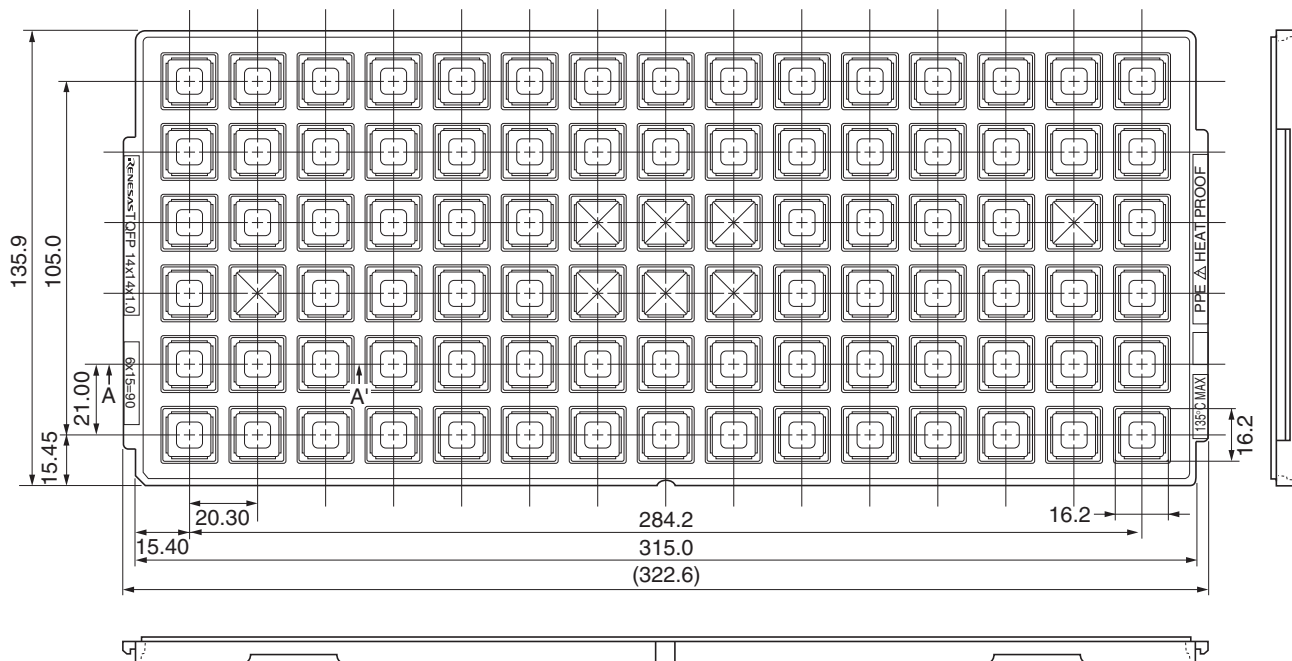 135.9
105.0
21.00
15.45
RENESAS TQFP 14x14x1.0
6x15=90
A
A'
PPE ⚠ HEAT PROOF
135°C MAX
16.2
16.2
20.30
284.2
15.40
315.0
(322.6)